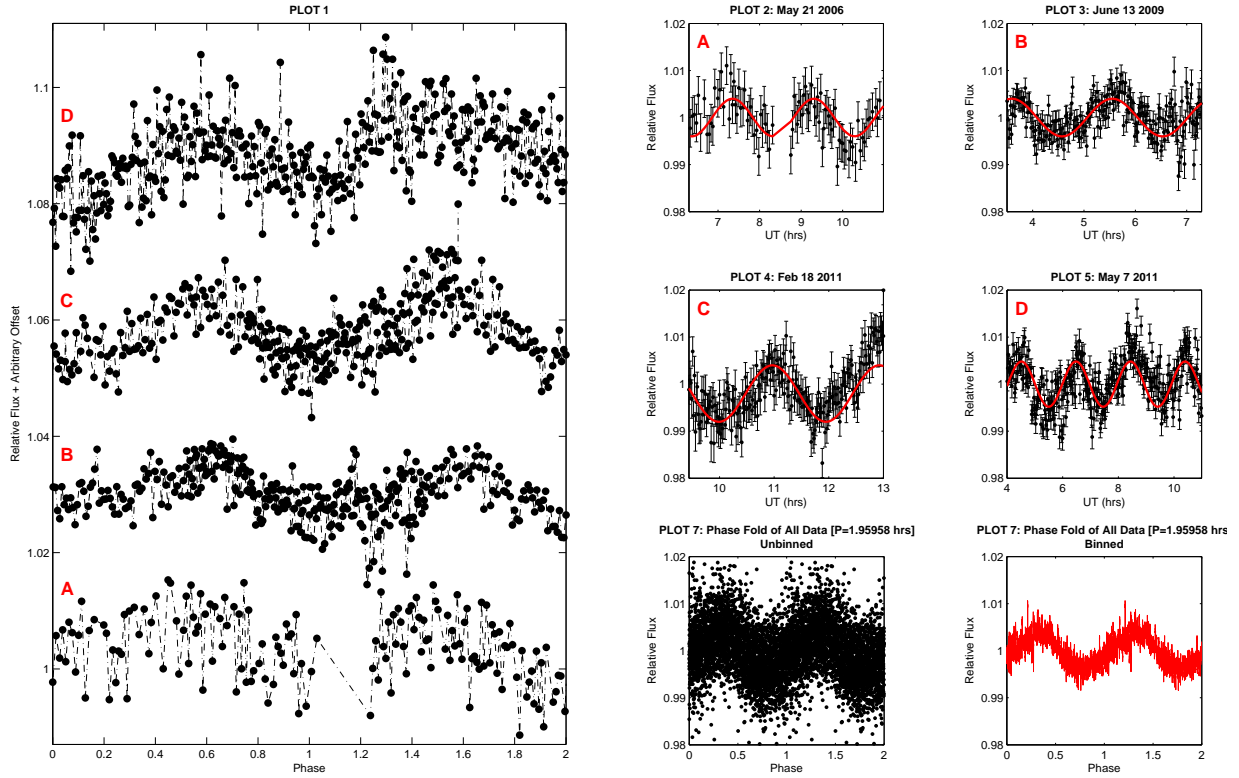 PLOT 1
1.1
1.08
1.06
1.04
1.02
1
D
C
B
A
0
0.2
0.4
0.6
0.8
1
1.2
1.4
1.6
1.8
2
Phase
Relative Flux + Arbitrary Offset
PLOT 2: May 21 2006
A
1.02
1.01
1
0.99
0.98
Relative Flux
7
8
9
10
UT (hrs)
PLOT 3: June 13 2009
B
1.02
1.01
1
0.99
0.98
Relative Flux
4
5
6
7
UT (hrs)
PLOT 4: Feb 18 2011
C
1.02
1.01
1
0.99
0.98
Relative Flux
10
11
12
13
UT (hrs)
PLOT 5: May 7 2011
D
1.02
1.01
1
0.99
0.98
Relative Flux
4
6
8
10
UT (hrs)
PLOT 7: Phase Fold of All Data [P=1.95958 hrs]
Unbinned
1.02
1.01
1
0.99
0.98
Relative Flux
0
0.5
1
1.5
2
Phase
PLOT 7: Phase Fold of All Data [P=1.95958 hrs
Binned
1.02
1.01
1
0.99
0.98
Relative Flux
0
0.5
1
1.5
2
Phase